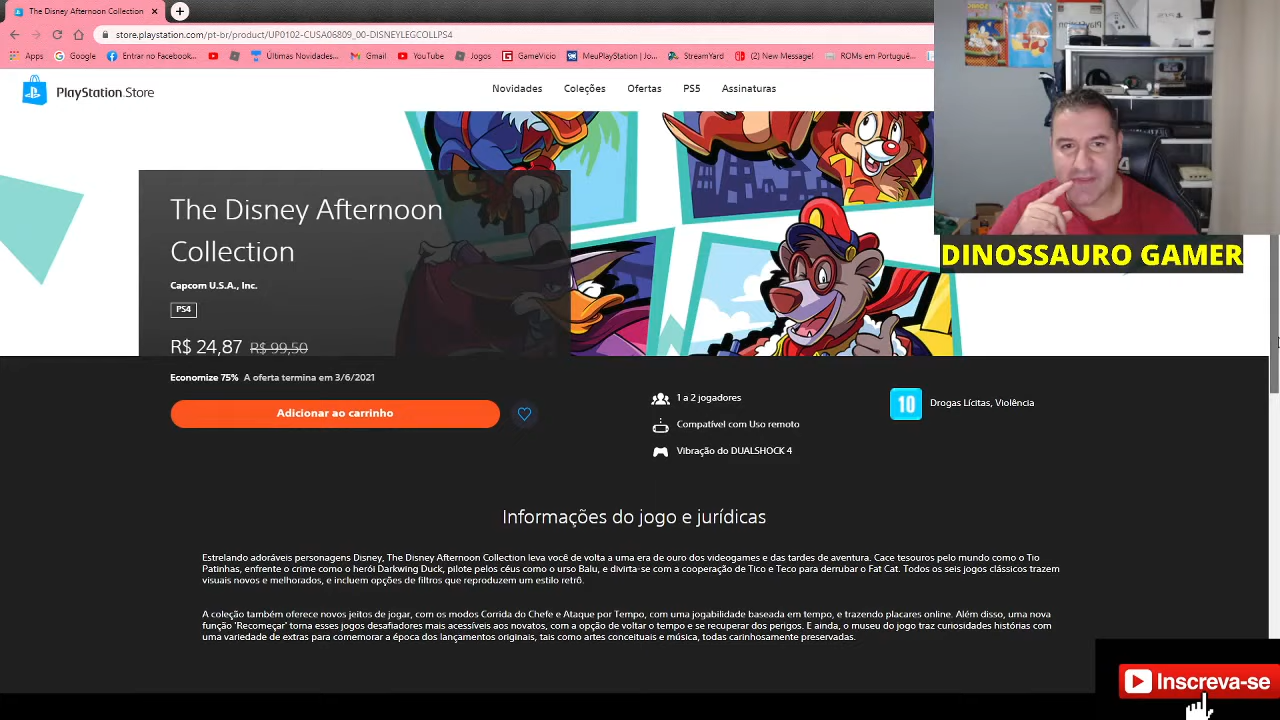 The Disney Afternoon Collection
store.playstation.com/pt-br/product/UP0102-CUSA06809_00-DISNEYLEGCOLLPS4
Apps
Google
Entrar no Facebook...
Últimas Novidades...
Gmail
YouTube
Jogos
GameVicio
MeuPlayStation | Jo...
StreamYard
(2) New Message!
ROMs em Portugu...
PlayStation.Store
Novidades
Coleções
Ofertas
PS5
Assinaturas
The Disney Afternoon
Collection
Capcom U.S.A., Inc.
PS4
R$ 24,87 R$ 99,50
Economize 75% A oferta termina em 3/6/2021
Adicionar ao carrinho
1 a 2 jogadores
Compatível com Uso remoto
Vibração do DUALSHOCK 4
10
Drogas Lícitas, Violência
DINOSSAURO GAMER
Informações do jogo e jurídicas
Estrelando adoráveis personagens Disney, The Disney Afternoon Collection leva você de volta a uma era de ouro dos videogames e das tardes de aventura. Cace tesouros pelo mundo como o Tio
Patinhas, enfrente o crime como o herói Darkwing Duck, pilote pelos céus como o urso Balu, e divirta-se com a cooperação de Tico e Teco para derrubar o Fat Cat. Todos os seis jogos clássicos trazem
visuais novos e melhorados, e incluem opções de filtros que reproduzem um estilo retrô.
A coleção também oferece novos jeitos de jogar, com os modos Corrida do Chefe e Ataque por Tempo, com uma jogabilidade baseada em tempo, e trazendo placares online. Além disso, uma nova
função 'Recomeçar' torna esses jogos desafiadores mais acessíveis aos novatos, com a opção de voltar o tempo e se recuperar dos perigos. E ainda, o museu do jogo traz curiosidades histórias com
uma variedade de extras para comemorar a época dos lançamentos originais, tais como artes conceituais e música, todas carinhosamente preservadas.
Inscreva-se